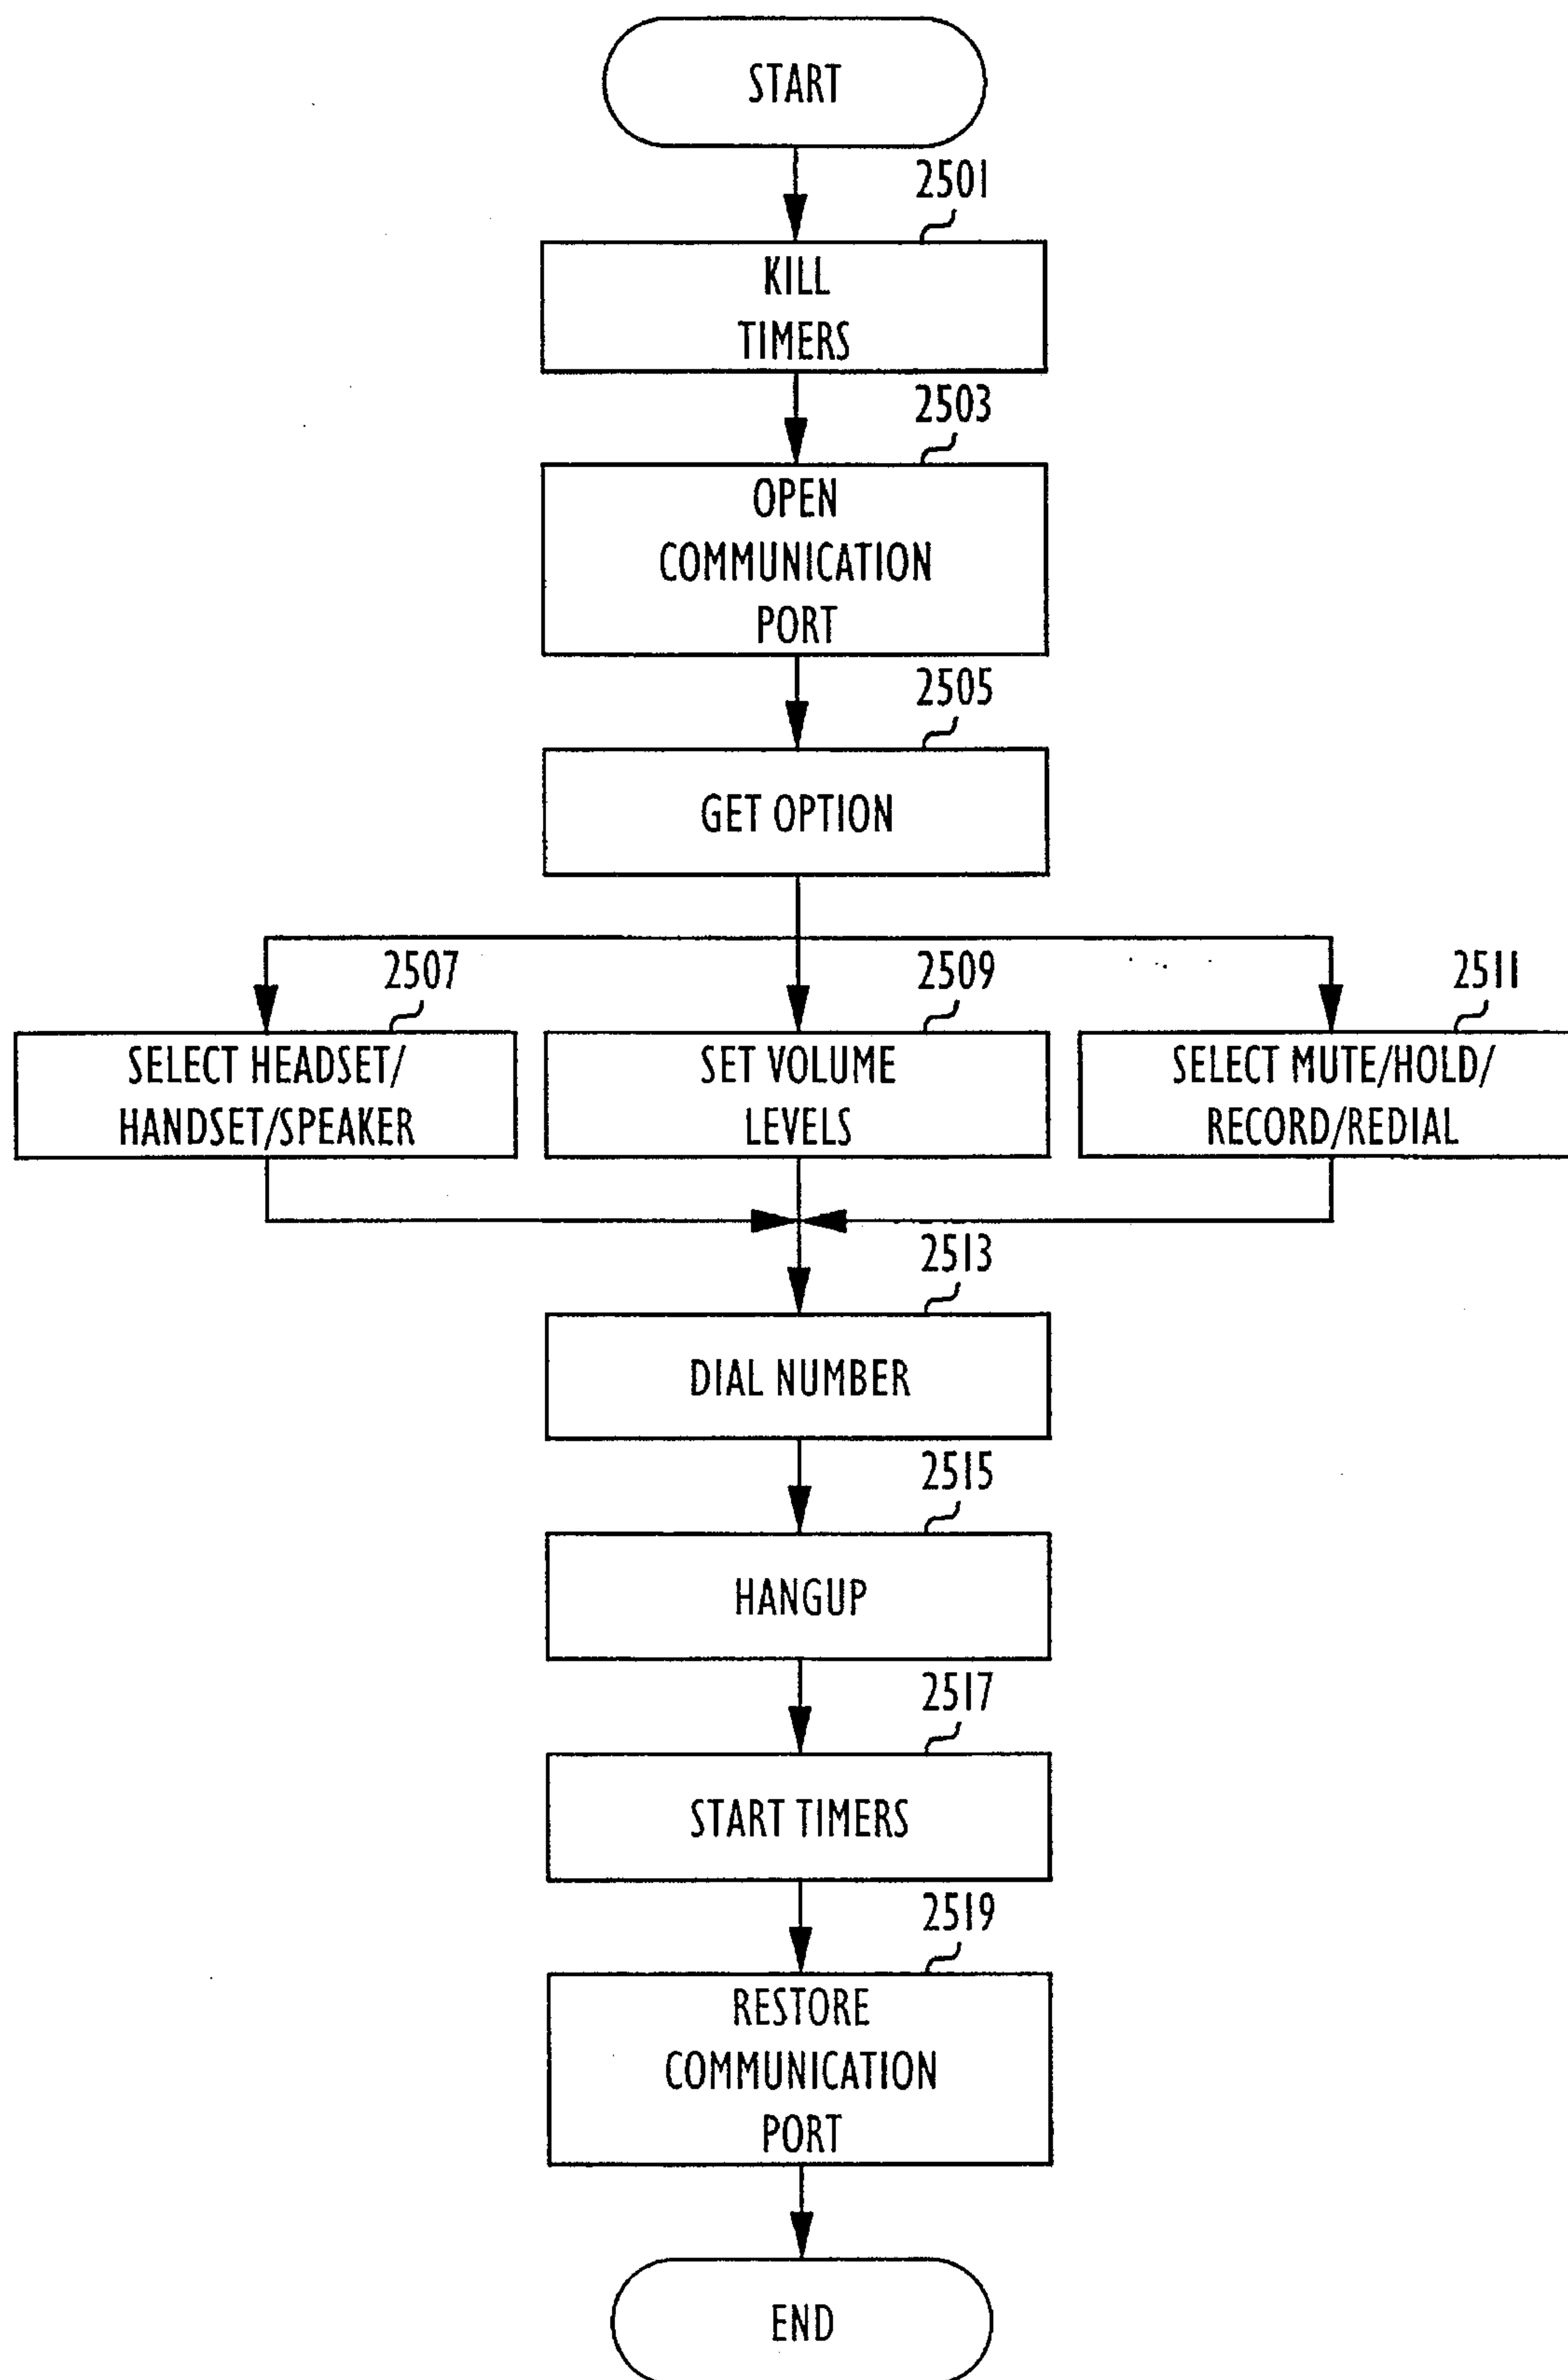 START
2501
KILL
TIMERS
2503
OPEN
COMMUNICATION
PORT
2505
GET OPTION
2507
SELECT HEADSET/
HANDSET/SPEAKER
2509
SET VOLUME
LEVELS
2511
SELECT MUTE/HOLD/
RECORD/REDIAL
2513
DIAL NUMBER
2515
HANGUP
2517
START TIMERS
2519
RESTORE
COMMUNICATION
PORT
END